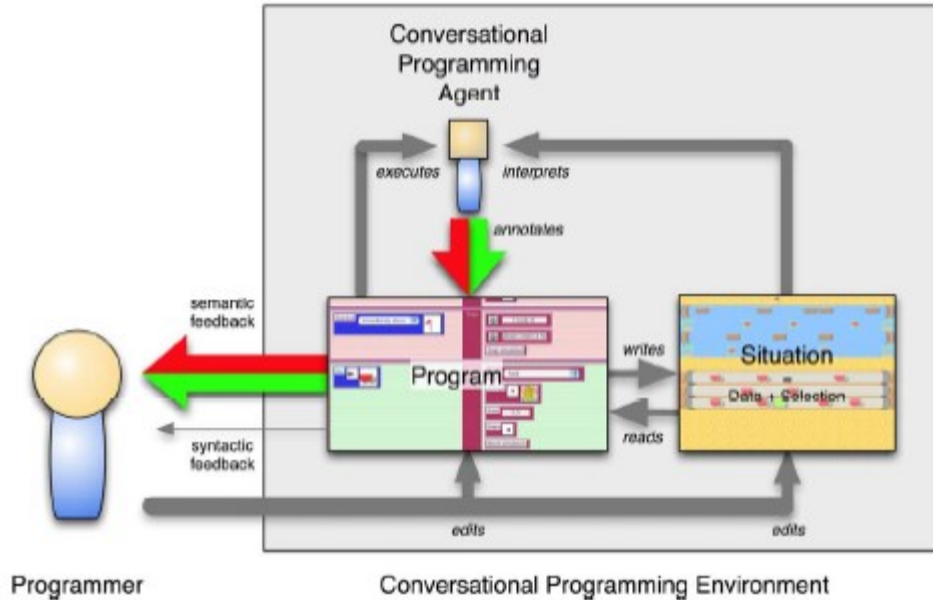 Conversational
Programming
Agent
executes
interprets
annotates
semantic
feedback
Program
writes
Situation
Data + Selection
reads
syntactic
feedback
edits
edits
Programmer
Conversational Programming Environment